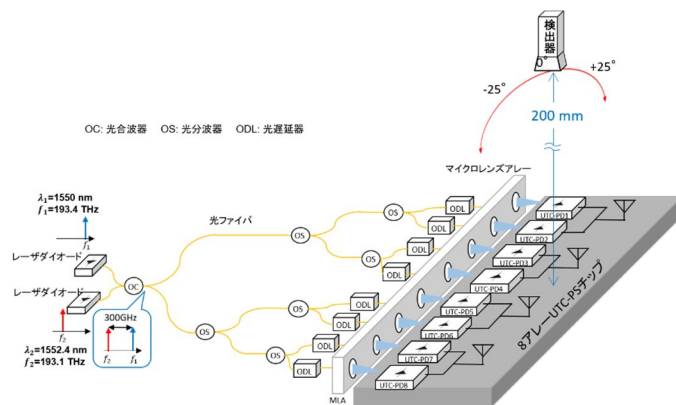 検出器
0°
-25°
+25°
200 mm
OC: 光合波器 OS: 光分波器 ODL: 光遅延器
マイクロレンズアレー
λ₁=1550 nm
f₁=193.4 THz
f₁
レーザダイオード
レーザダイオード
光ファイバ
OC
300GHz
f₂ f₁
f₂
λ₂=1552.4 nm
f₂=193.1 THz
OS
OS
OS
OS
OS
OS
ODL
ODL
ODL
ODL
ODL
ODL
ODL
ODL
MLA
UTC-PD1
UTC-PD2
UTC-PD3
UTC-PD4
UTC-PD5
UTC-PD6
UTC-PD7
UTC-PD8
8アレーUTC-PSチップ